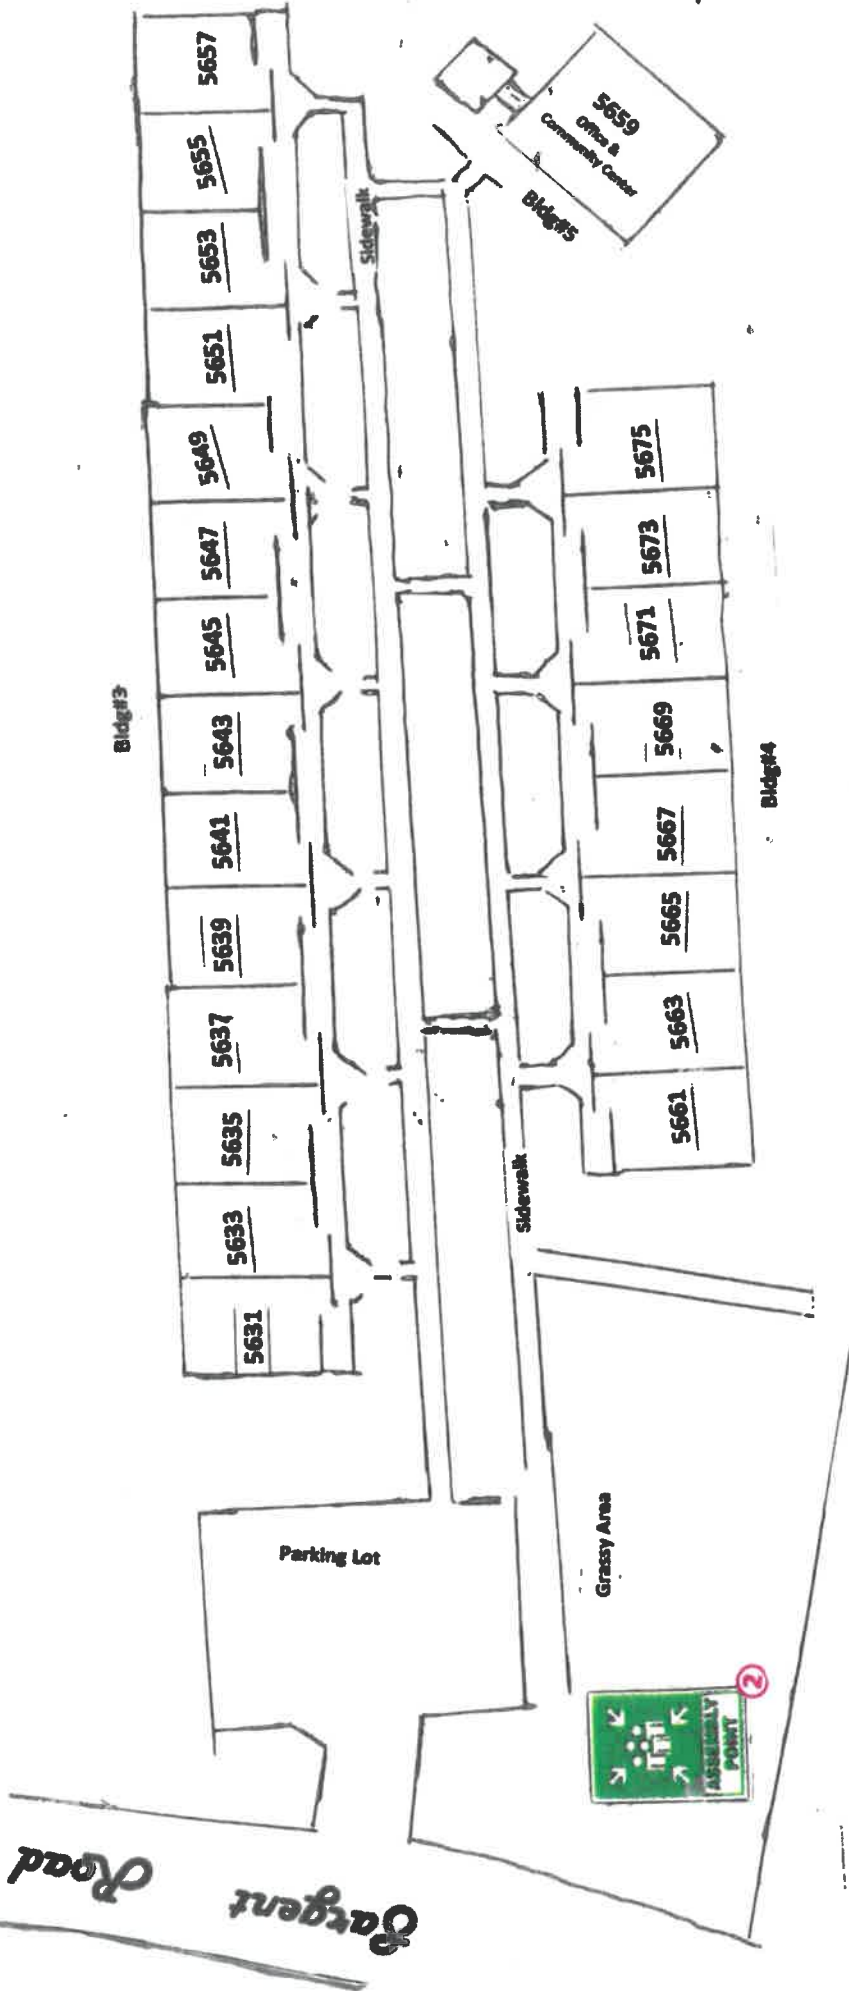 5657
5655
5653
5651
5649
5647
5645
5643
5641
5639
5637
5635
5633
5631
Bldg#3
Sidewalk
5659
Office &
Community Center
Bldg#5
5675
5673
5671
5669
5667
5665
5663
5661
Bldg#4
Sidewalk
Parking Lot
Grassy Area
ASSEMBLY
POINT
2
Sargent Road